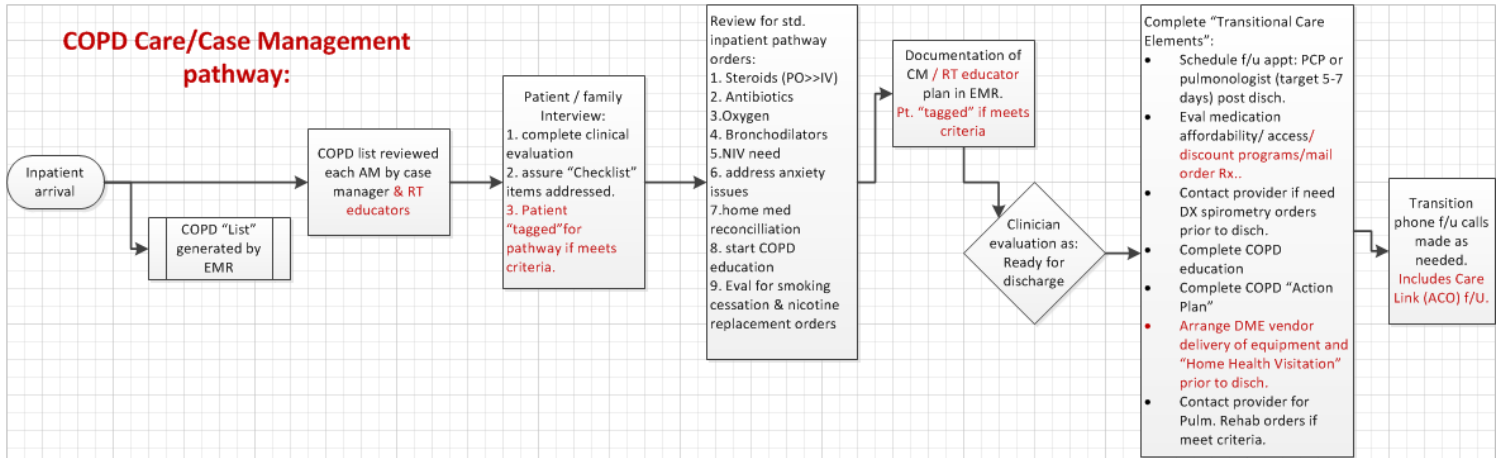 COPD Care/Case Management
pathway:
Inpatient
arrival
COPD “List”
generated by
EMR
COPD list reviewed
each AM by case
manager & RT
educators
Patient / family
Interview:
1. complete clinical
evaluation
2. assure “Checklist”
items addressed.
3. Patient
“tagged”for
pathway if meets
criteria.
Review for std.
inpatient pathway
orders:
1. Steroids (PO>>IV)
2. Antibiotics
3.Oxygen
4. Bronchodilators
5.NIV need
6. address anxiety
issues
7.home med
reconcilliation
8. start COPD
education
9. Eval for smoking
cessation & nicotine
replacement orders
Documentation of
CM / RT educator
plan in EMR.
Pt. “tagged” if meets
criteria
Clinician
evaluation as:
Ready for
discharge
Complete “Transitional Care
Elements”:
• Schedule f/u appt: PCP or
pulmonologist (target 5-7
days) post disch.
• Eval medication
affordability/ access/
discount programs/mail
order Rx..
• Contact provider if need
DX spirometry orders
prior to disch.
• Complete COPD
education
• Complete COPD “Action
Plan”
• Arrange DME vendor
delivery of equipment and
“Home Health Visitation”
prior to disch.
• Contact provider for
Pulm. Rehab orders if
meet criteria.
Transition
phone f/u calls
made as
needed.
Includes Care
Link (ACO) f/U.